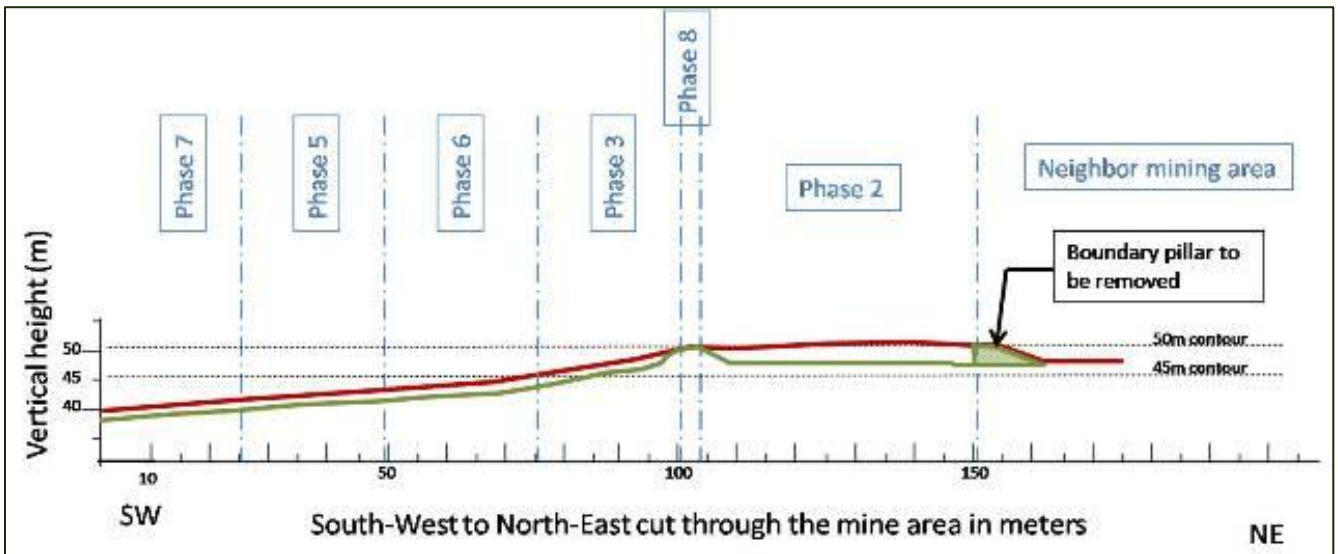 Phase 8
Phase 7
Phase 5
Phase 6
Phase 3
Phase 2
Neighbor mining area
Boundary pillar to
be removed
Vertical height (m)
50
45
40
50m contour
45m contour
10
50
100
150
SW
South-West to North-East cut through the mine area in meters
NE